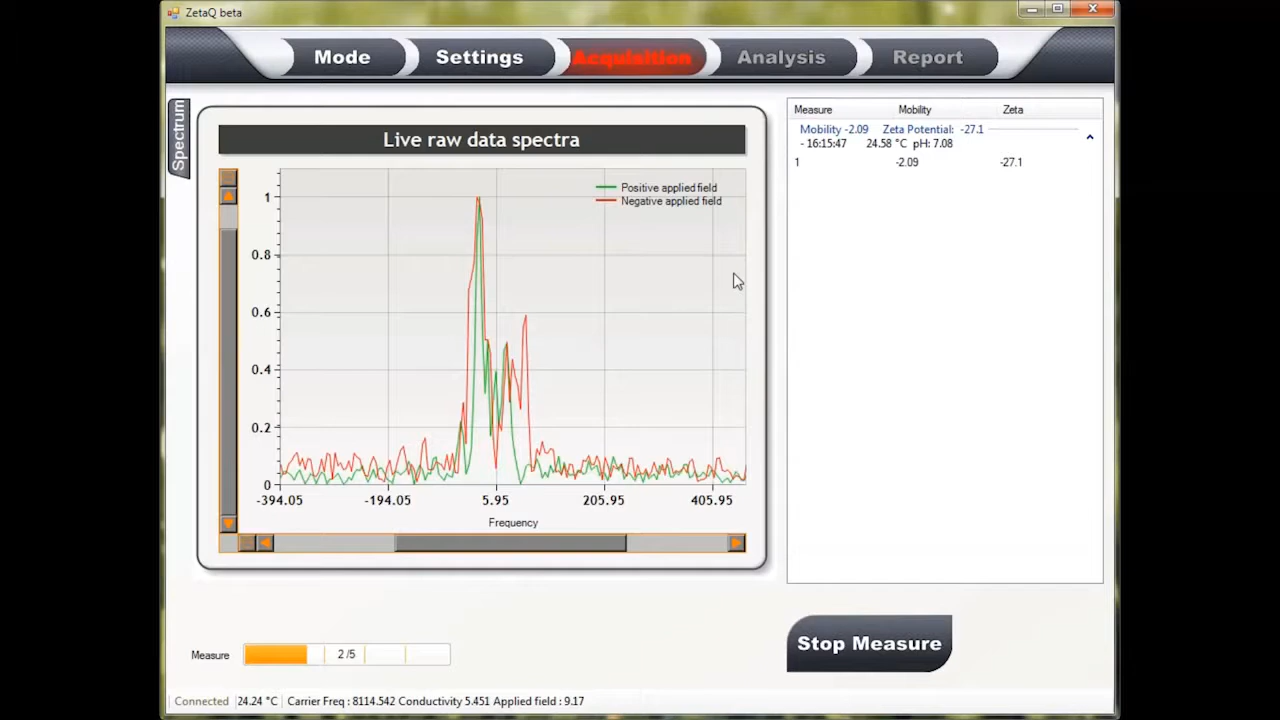 ZetaQ beta
Mode Settings Acquisition Analysis Report
Spectrum
Live raw data spectra
Positive applied field
Negative applied field
1
0.8
0.6
0.4
0.2
0
-394.05 -194.05 5.95 205.95 405.95
Frequency
Measure Mobility Zeta
Mobility -2.09 Zeta Potential: -27.1
- 16:15:47 24.58 °C pH: 7.08
1 -2.09 -27.1
Measure 2/5
Stop Measure
Connected 24.24 °C Carrier Freq : 8114.542 Conductivity 5.451 Applied field : 9.17